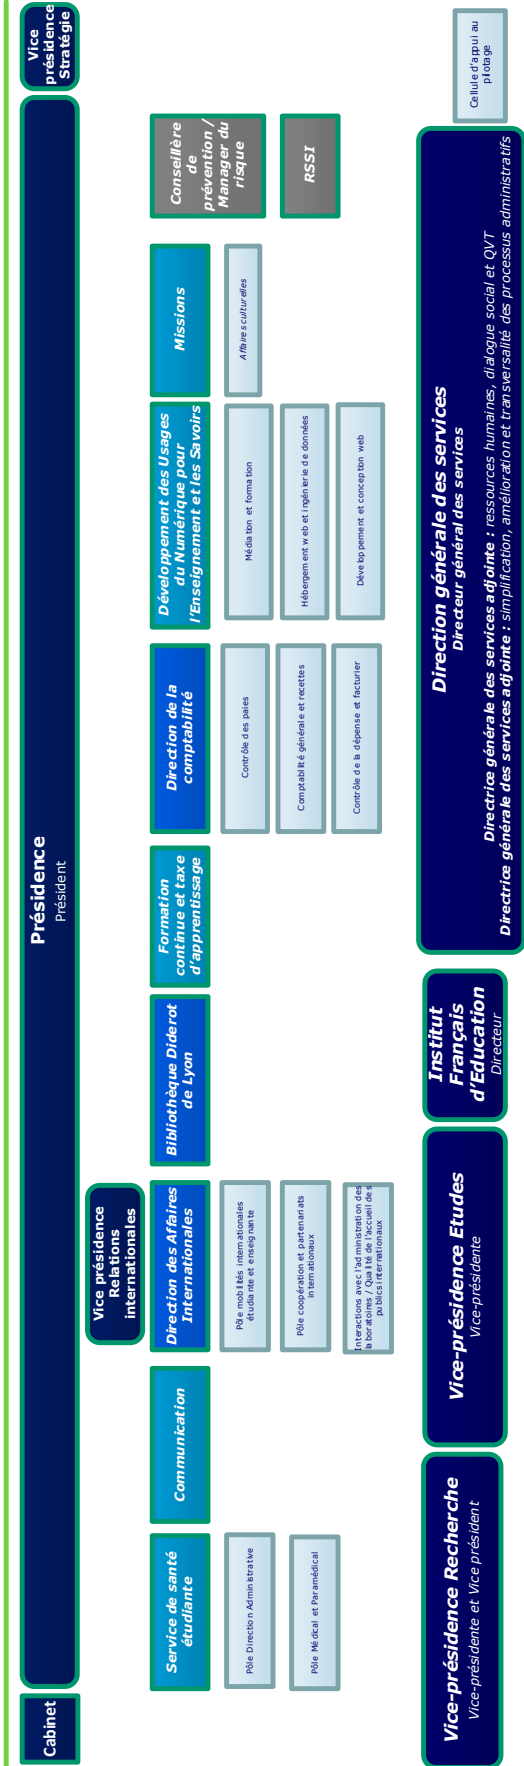 Cabinet
Présidence
Président
Vice
présidence
Stratégie
Vice présidence
Relations
internationales
Service de santé
étudiante
Pôle Direction Administrative
Pôle Médical et Paramédical
Communication
Direction des Affaires
Internationales
Pôle mobilités internationales
étudiante et enseignante
Pôle coopération et partenariats
internationaux
Interactions avec l'administration des
laboratoires / Qualité de l'accueil des
publics internationaux
Bibliothèque Diderot
de Lyon
Formation
continue et taxe
d'apprentissage
Direction de la
comptabilité
Contrôle des paies
Comptabilité générale et recettes
Contrôle de la dépense et facturier
Développement des Usages
du Numérique pour
l'Enseignement et les Savoirs
Médiation et formation
Hébergement web et ingénierie de données
Développement et conception web
Missions
Affaires culturelles
Conseillère
de
prévention /
Manager du
risque
RSSI
Vice-présidence Recherche
Vice-présidente et Vice président
Vice-présidence Etudes
Vice-présidente
Institut
Français
d'Education
Directeur
Direction générale des services
Directeur général des services
Directrice générale des services adjointe : ressources humaines, dialogue social et QVT
Directrice générale des services adjointe : simplification, amélioration et transversalité des processus administratifs
Cellule d'appui au
pilotage